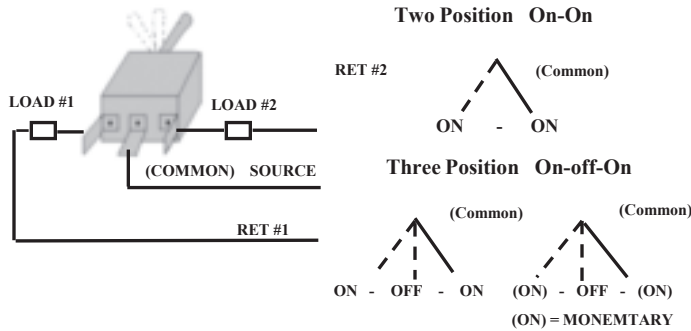 Two Position On-On
RET #2
(Common)
LOAD #1
LOAD #2
ON - ON
(COMMON) SOURCE
Three Position On-off-On
(Common)
(Common)
RET #1
ON - OFF - ON
(ON) - OFF - (ON)
(ON) = MONEMTARY